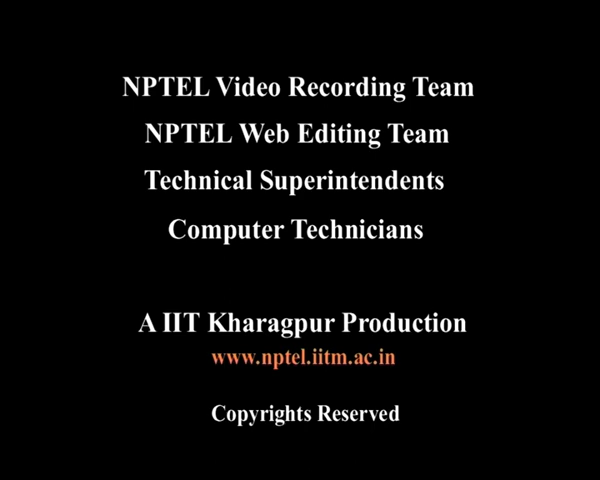 NPTEL Video Recording Team
NPTEL Web Editing Team
Technical Superintendents
Computer Technicians
A IIT Kharagpur Production
www.nptel.iitm.ac.in
Copyrights Reserved